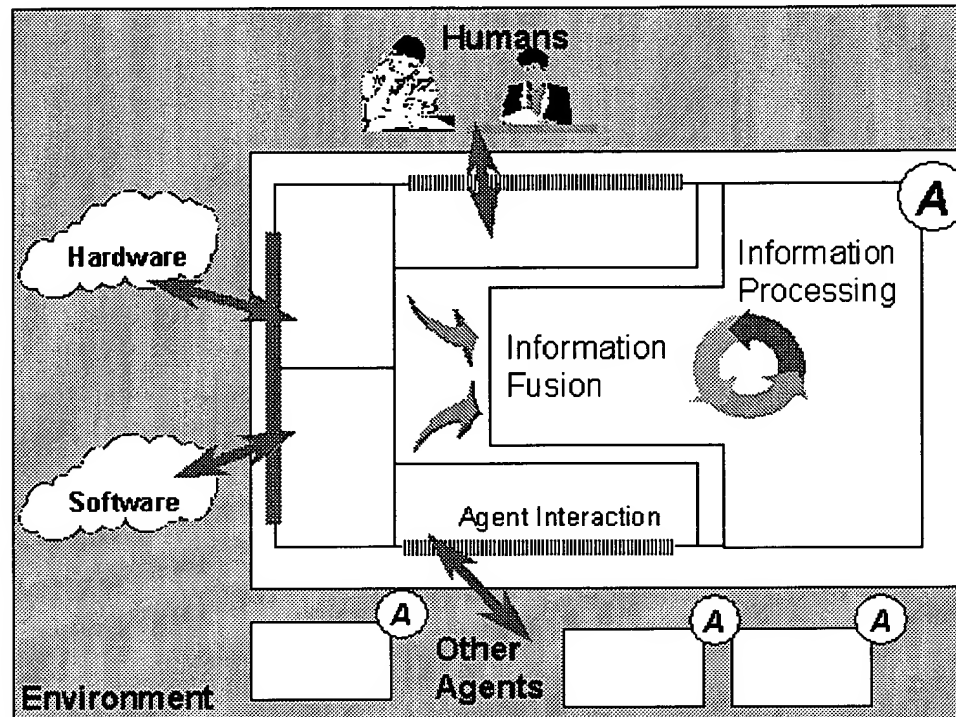 Humans
A
Hardware
Information
Processing
Information
Fusion
Software
Agent Interaction
A
A
A
Other
Agents
Environment